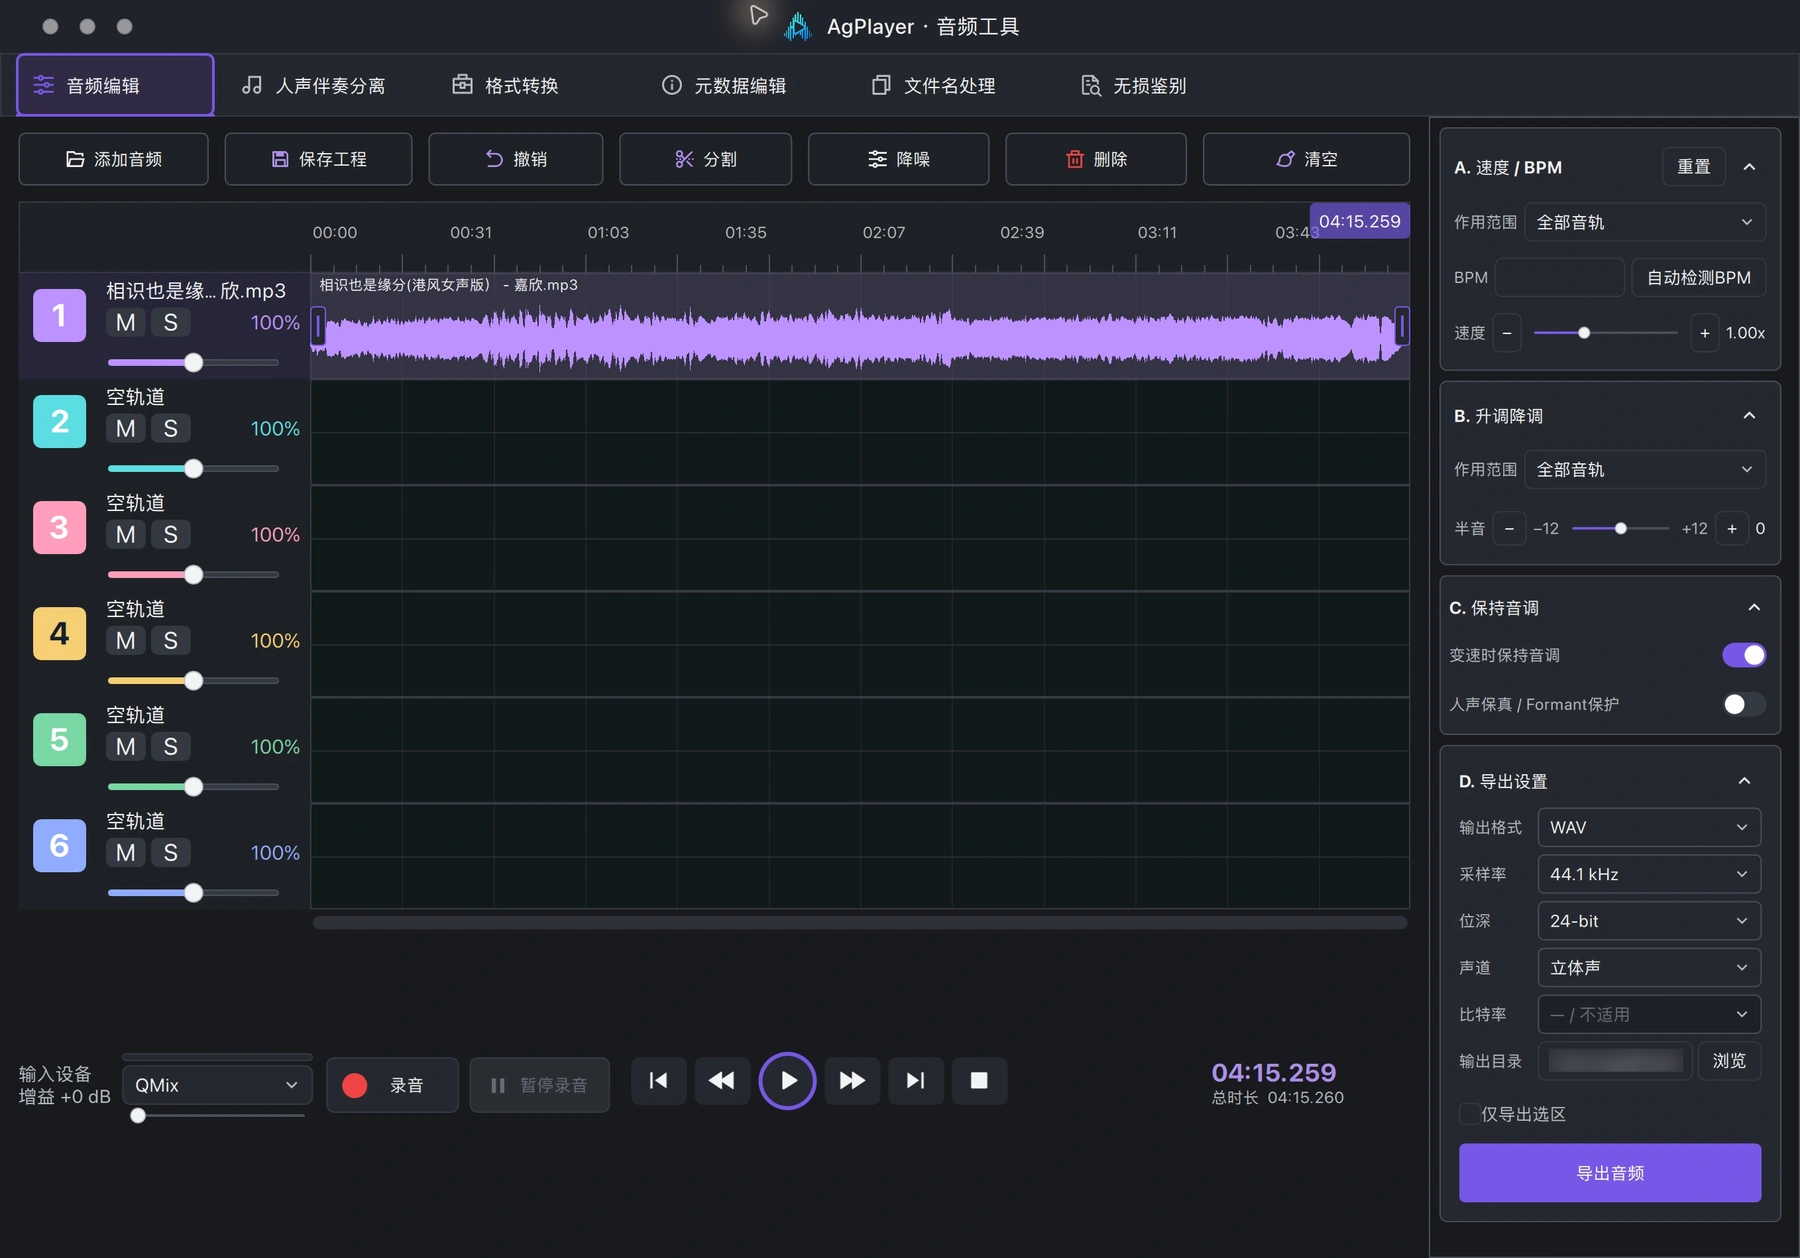 AgPlayer · 音频工具
音频编辑
人声伴奏分离
格式转换
元数据编辑
文件名处理
无损鉴别
添加音频
保存工程
撤销
分割
降噪
删除
清空
00:00
00:31
01:03
01:35
02:07
02:39
03:11
03:43
04:15.259
1
相识也是缘... 欣.mp3
M
S
100%
相识也是缘分(港风女声版) - 嘉欣.mp3
2
空轨道
M
S
100%
3
空轨道
M
S
100%
4
空轨道
M
S
100%
5
空轨道
M
S
100%
6
空轨道
M
S
100%
输入设备
增益 +0 dB
QMix
录音
暂停录音
04:15.259
总时长 04:15.260
A. 速度 / BPM
重置
作用范围
全部音轨
BPM
自动检测BPM
速度
−
+
1.00x
B. 升调降调
作用范围
全部音轨
半音
−
−12
+12
+
0
C. 保持音调
变速时保持音调
人声保真 / Formant保护
D. 导出设置
输出格式
WAV
采样率
44.1 kHz
位深
24-bit
声道
立体声
比特率
— / 不适用
输出目录
浏览
仅导出选区
导出音频